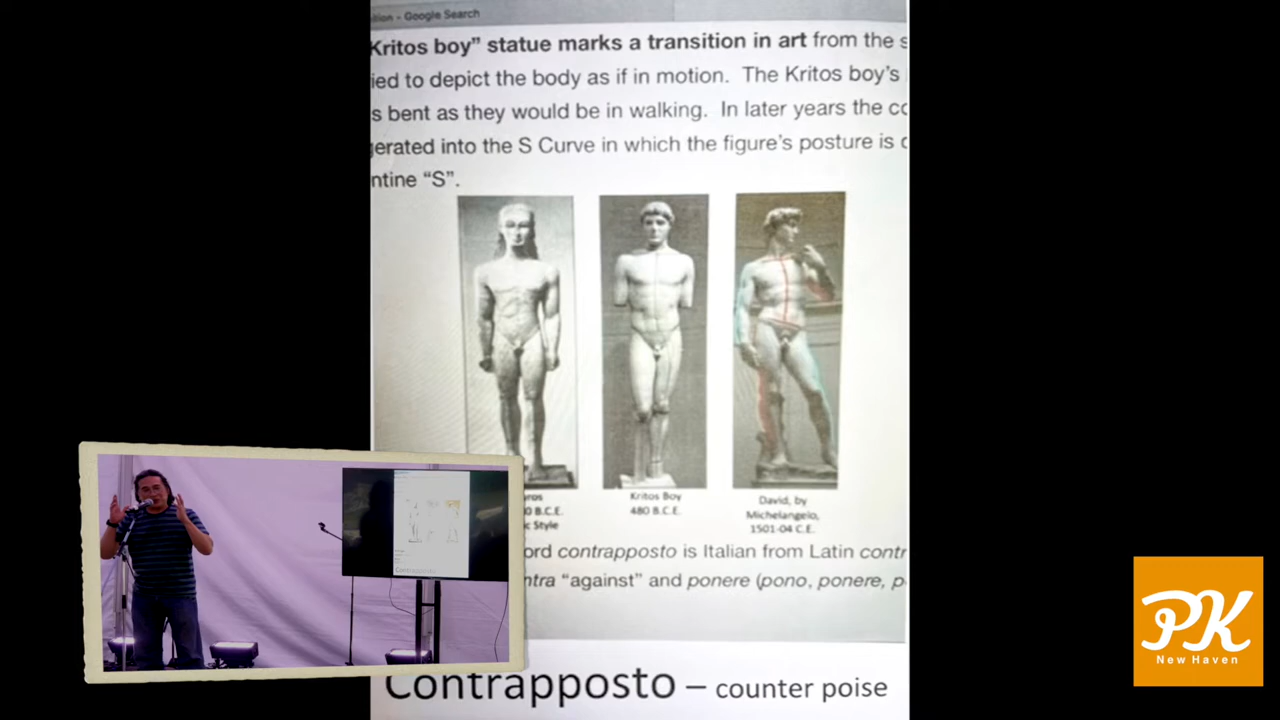 ition - Google Search
Kritos boy" statue marks a transition in art from the s
ied to depict the body as if in motion. The Kritos boy's
s bent as they would be in walking. In later years the co
gerated into the S Curve in which the figure's posture is c
ntine "S".
ros
0 B.C.E.
c Style
Kritos Boy
480 B.C.E.
David, by
Michelangelo,
1501-04 C.E.
ord contrapposto is Italian from Latin contr
ntra "against" and ponere (pono, ponere, p
Contrapposto – counter poise
Contrapposto
PK
New Haven